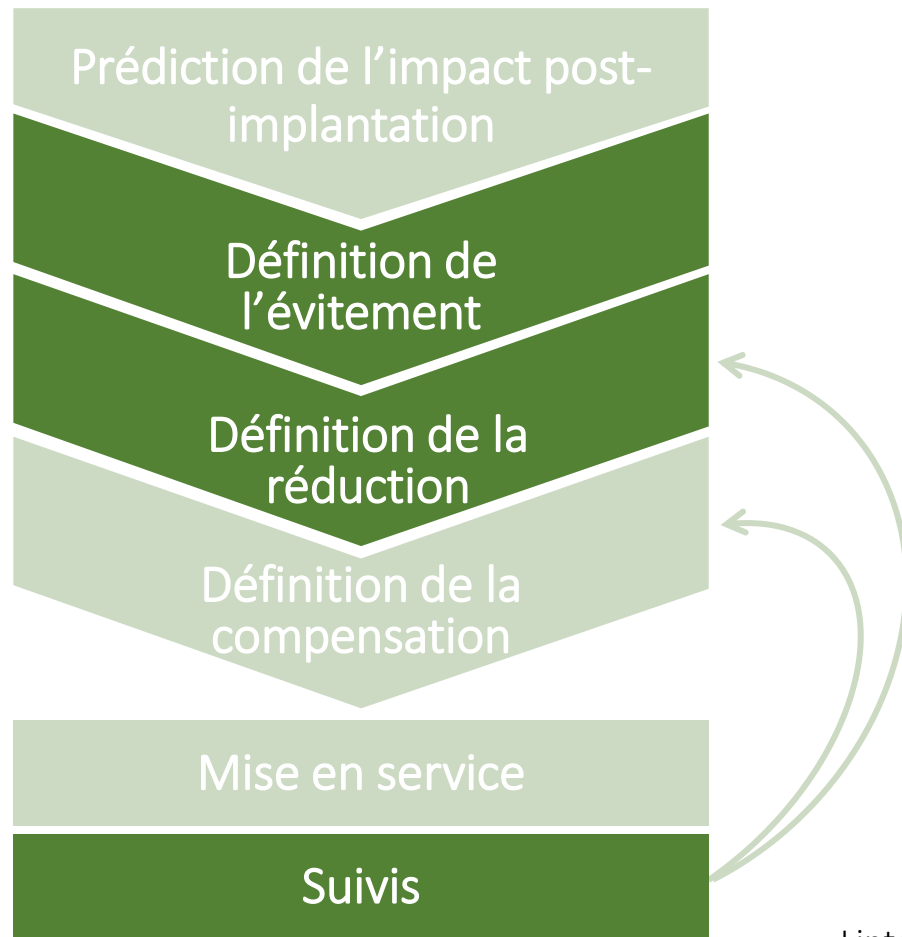 Prédiction de l’impact post-
implantation
Définition de
l’évitement
Définition de la
réduction
Définition de la
compensation
Mise en service
Suivis